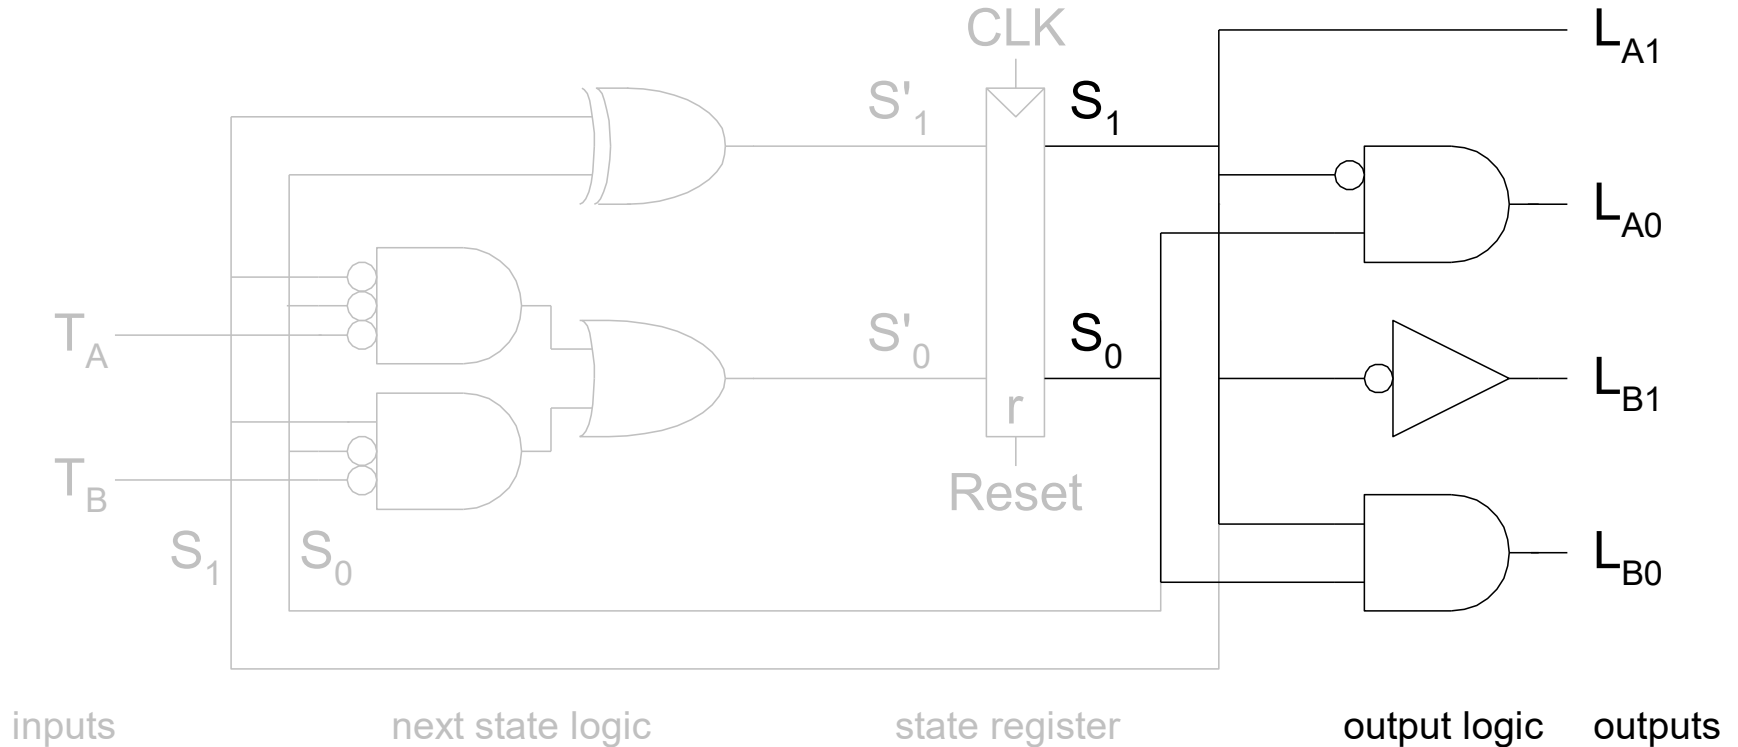 CLK
L_A1
S'_1
S_1
L_A0
T_A
S'_0
S_0
L_B1
r
T_B
Reset
S_1
S_0
L_B0
inputs
next state logic
state register
output logic
outputs